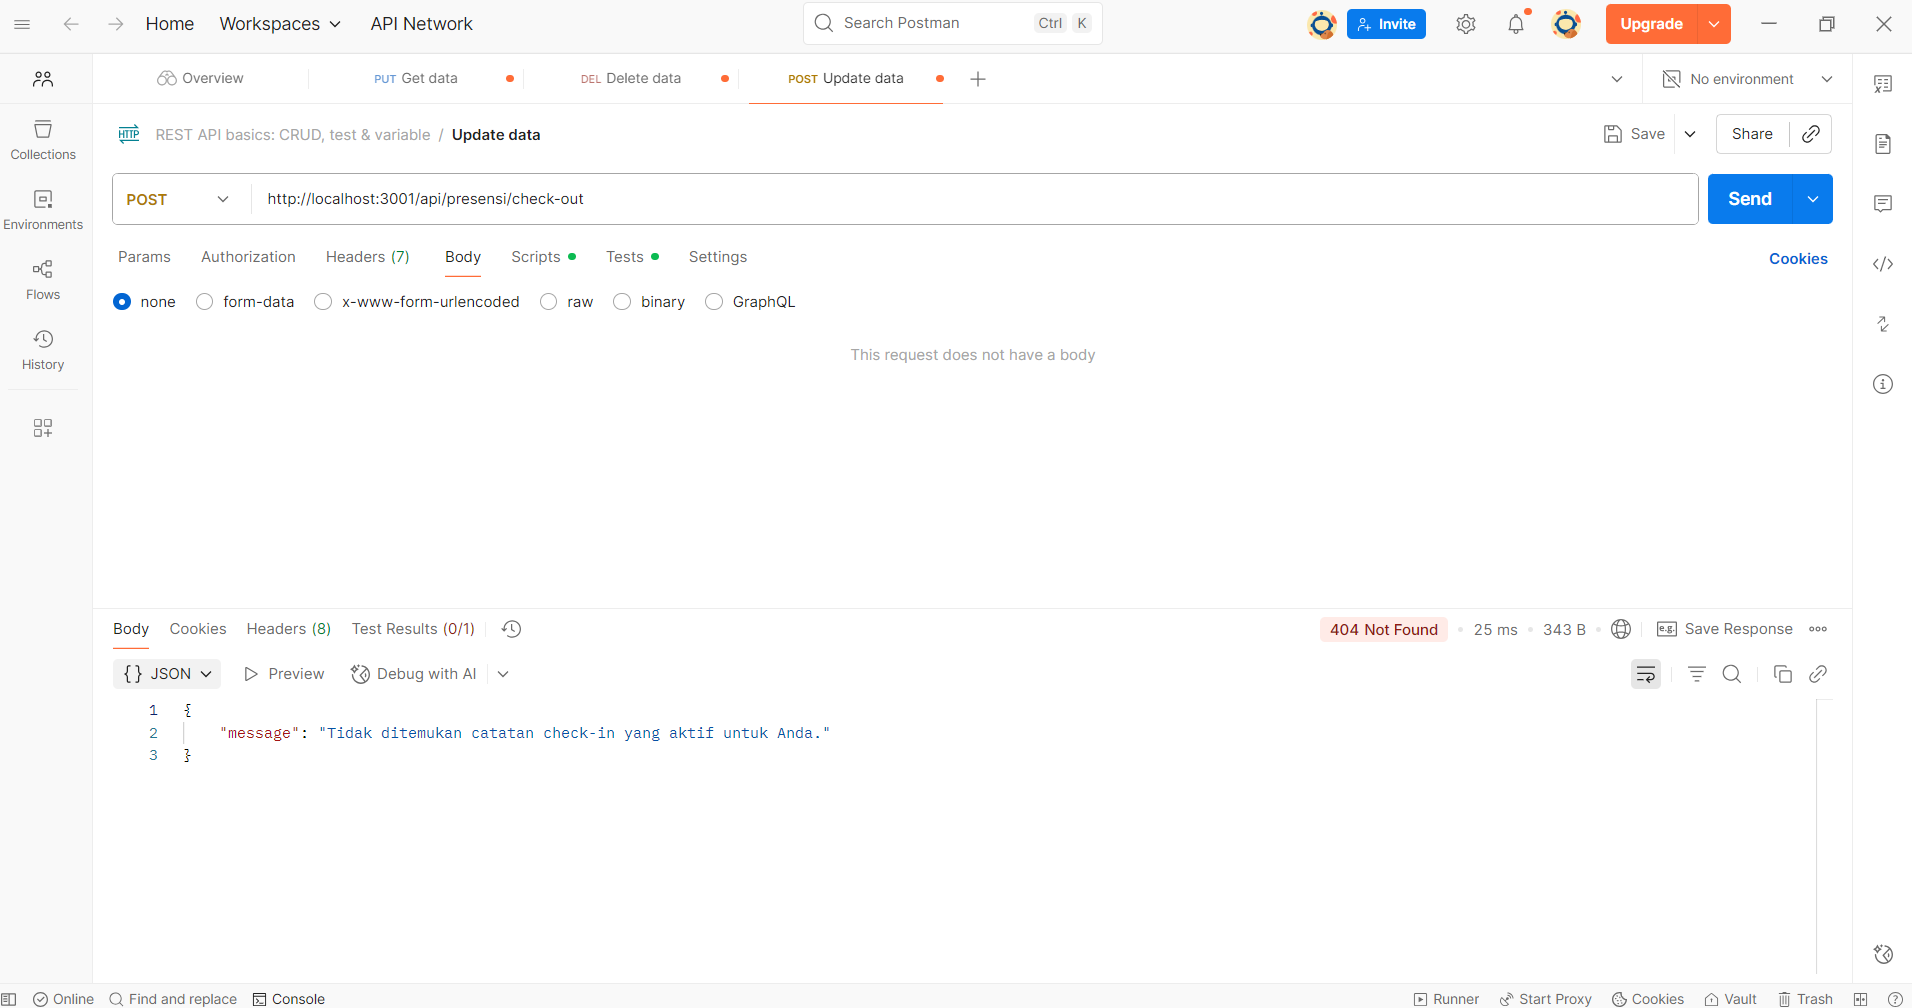 Home Workspaces API Network Search Postman Ctrl K Invite Upgrade
Overview PUT Get data DEL Delete data POST Update data No environment
HTTP REST API basics: CRUD, test & variable / Update data Save Share
Collections
Environments
Flows
History
POST http://localhost:3001/api/presensi/check-out Send
Params Authorization Headers (7) Body Scripts Tests Settings Cookies
none form-data x-www-form-urlencoded raw binary GraphQL
This request does not have a body
Body Cookies Headers (8) Test Results (0/1) 404 Not Found 25 ms 343 B e.g. Save Response
{} JSON Preview Debug with AI
1 {
2 "message": "Tidak ditemukan catatan check-in yang aktif untuk Anda."
3 }
Online Find and replace Console Runner Start Proxy Cookies Vault Trash